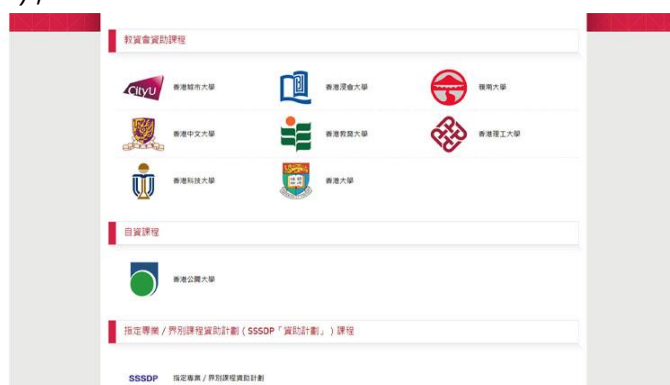 教資會資助課程
CityU 香港城市大學
香港浸會大學
嶺南大學
香港中文大學
香港教育大學
香港理工大學
香港科技大學
香港大學
自資課程
香港公開大學
指定專業 / 界別課程資助計劃 ( SSSDP「資助計劃」) 課程
SSSDP 指定專業 / 界別課程資助計劃